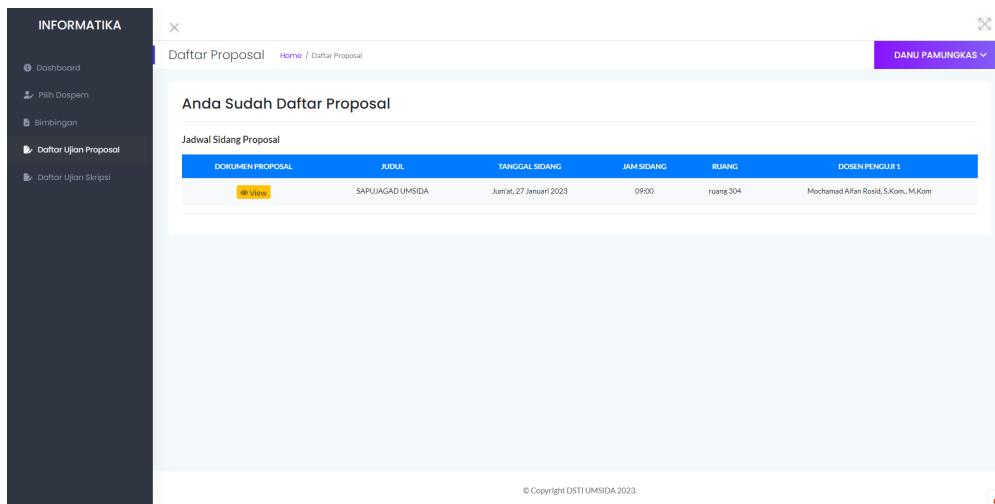 INFORMATIKA
Dashboard
Pilih Dospem
Bimbingan
Daftar Ujian Proposal
Daftar Ujian Skripsi
Daftar Proposal Home / Daftar Proposal
DANU PAMUNGKAS
Anda Sudah Daftar Proposal
Jadwal Sidang Proposal
DOKUMEN PROPOSAL JUDUL TANGGAL SIDANG JAM SIDANG RUANG DOSEN PENGUJI 1
View SAPUJAGAD UMSIDA Jum'at, 27 Januari 2023 09:00 ruang 304 Mochamad Alfan Rosid, S.Kom., M.Kom
© Copyright DSTI UMSIDA 2023.